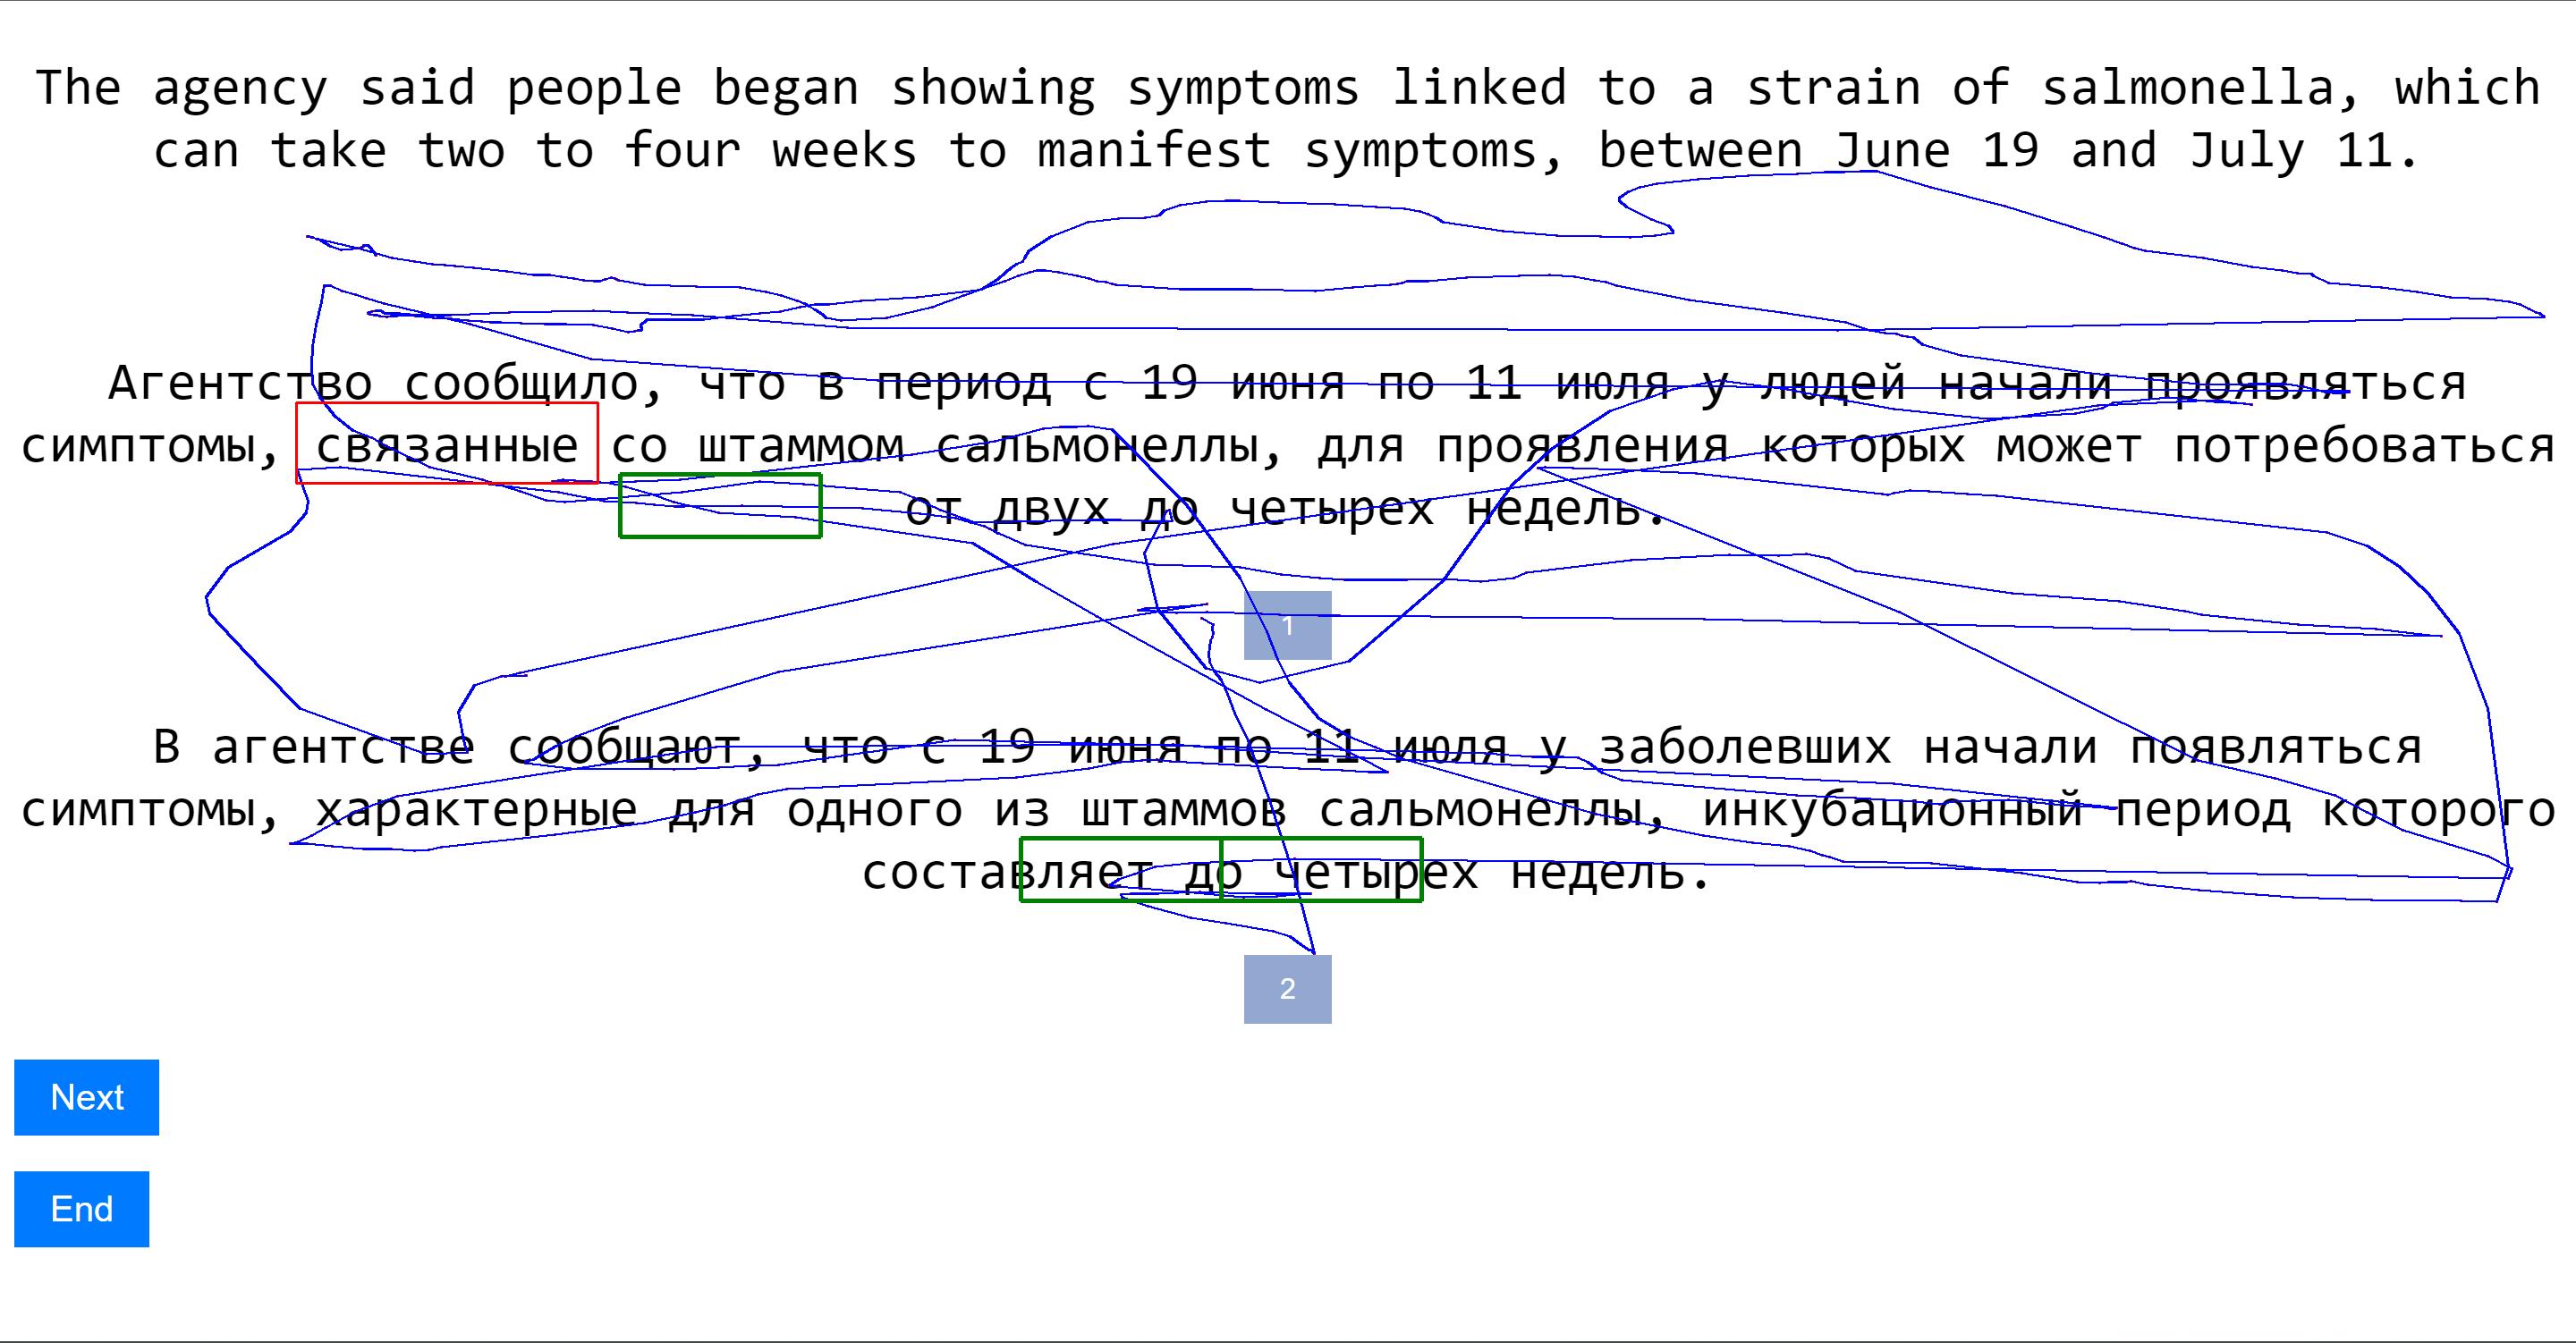 The agency said people began showing symptoms linked to a strain of salmonella, which
can take two to four weeks to manifest symptoms, between June 19 and July 11.
Агентство сообщило, что в период с 19 июня по 11 июля у людей начали проявляться
симптомы, связанные со штаммом сальмонеллы, для проявления которых может потребоваться
от двух до четырех недель.
1
В агентстве сообщают, что с 19 июня по 11 июля у заболевших начали появляться
симптомы, характерные для одного из штаммов сальмонеллы, инкубационный период которого
составляет до четырех недель.
2
Next
End